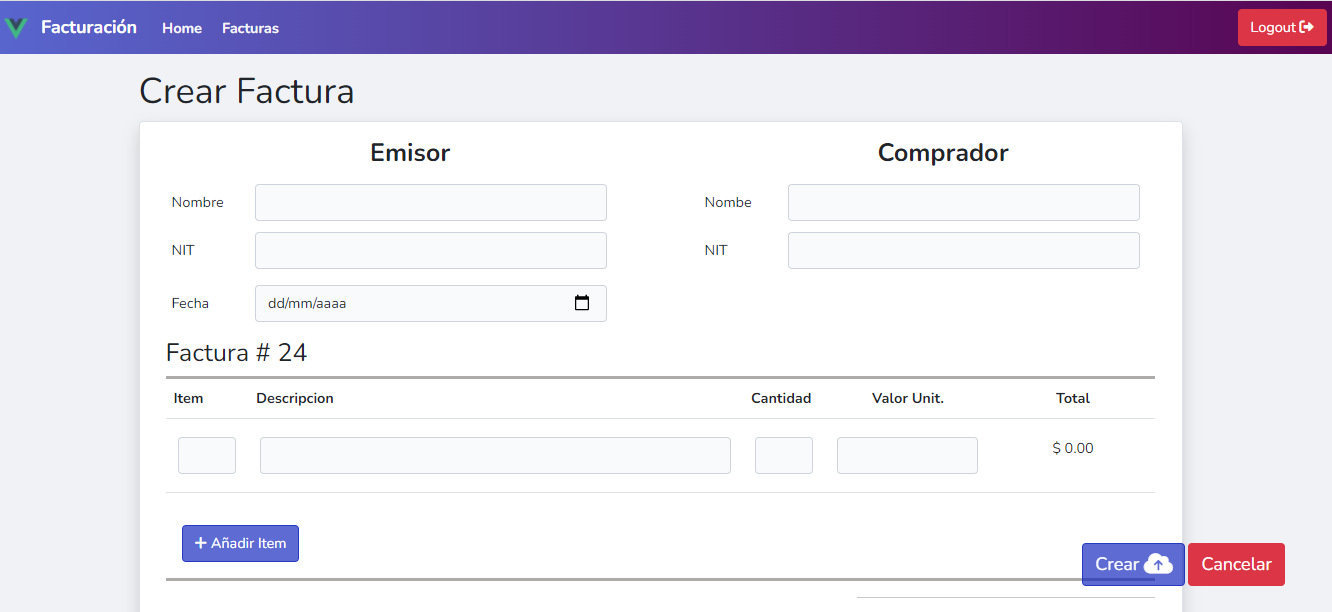 Facturación Home Facturas Logout
Crear Factura
Emisor Comprador
Nombre Nombe
NIT NIT
Fecha dd/mm/aaaa
Factura # 24
Item Descripcion Cantidad Valor Unit. Total
$ 0.00
+ Añadir Item
Crear Cancelar